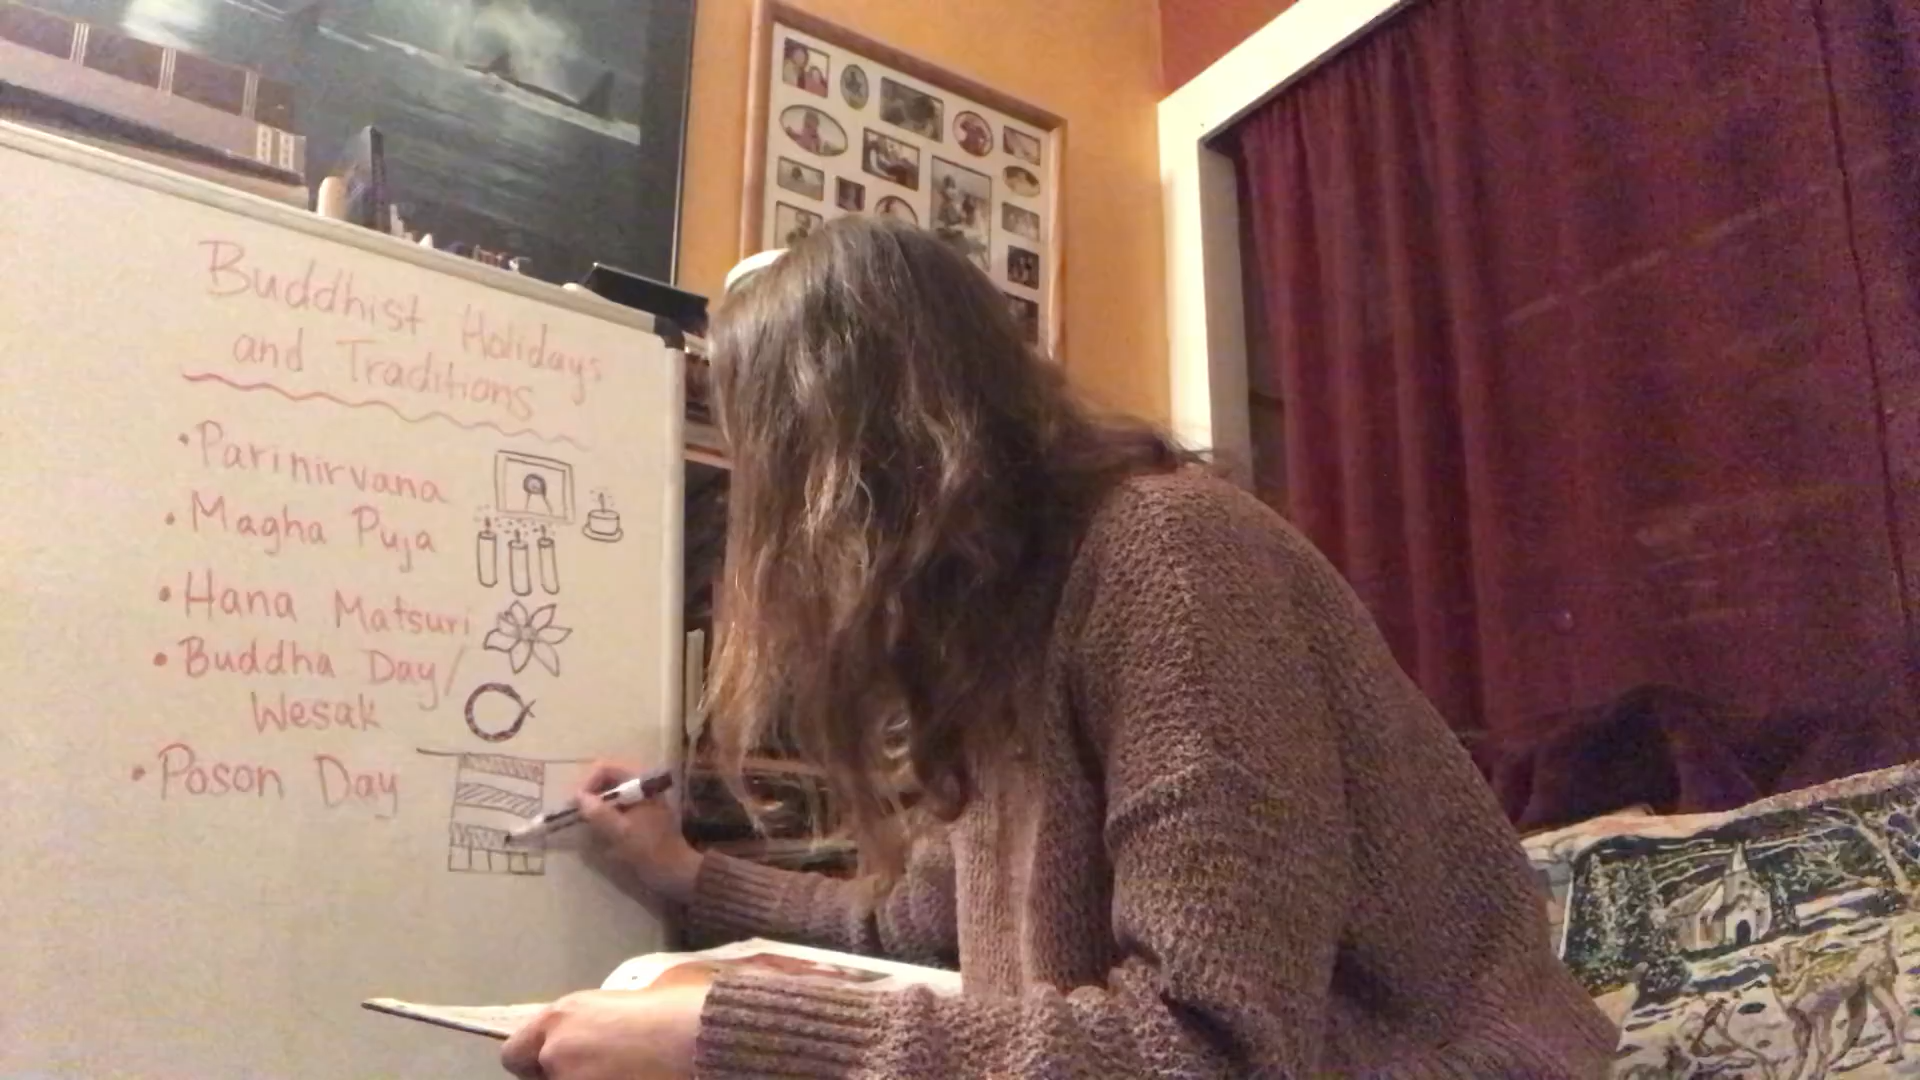 Buddhist Holidays
and Traditions
• Parinirvana
• Magha Puja
• Hana Matsuri
• Buddha Day/
Wesak
• Poson Day